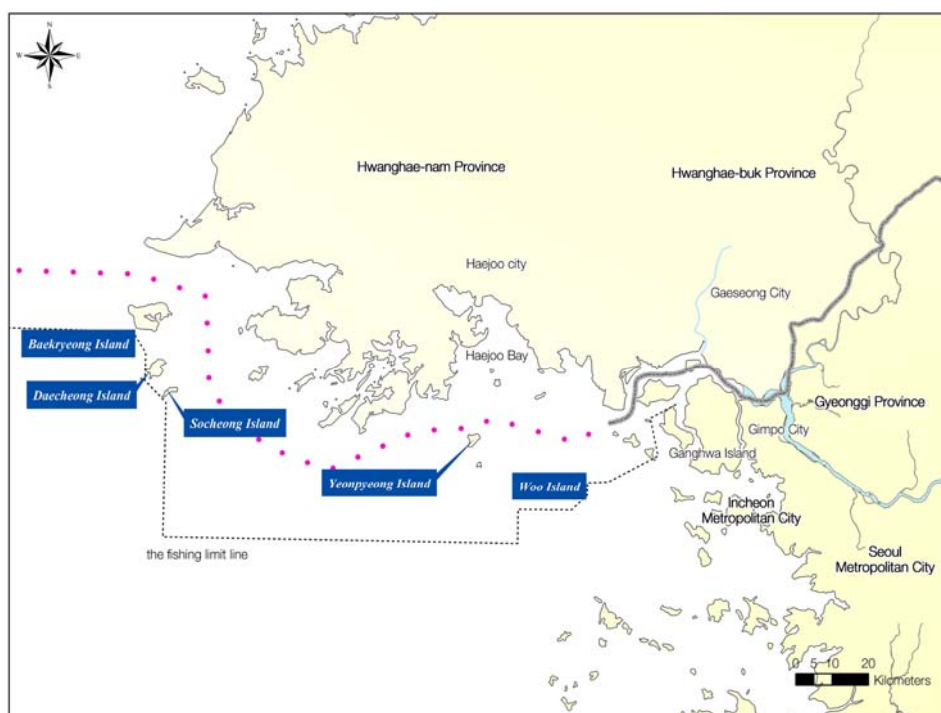 N
W E
S
Hwanghae-nam Province
Hwanghae-buk Province
Haejoo city
Gaeseong City
Baekryeong Island
Haejoo Bay
Daecheong Island
Socheong Island
Gyeonggi Province
Gimpo City
Ganghwa Island
Yeonpyeong Island
Woo Island
Incheon
Metropolitan City
the fishing limit line
Seoul
Metropolitan City
0 5 10 20
Kilometers